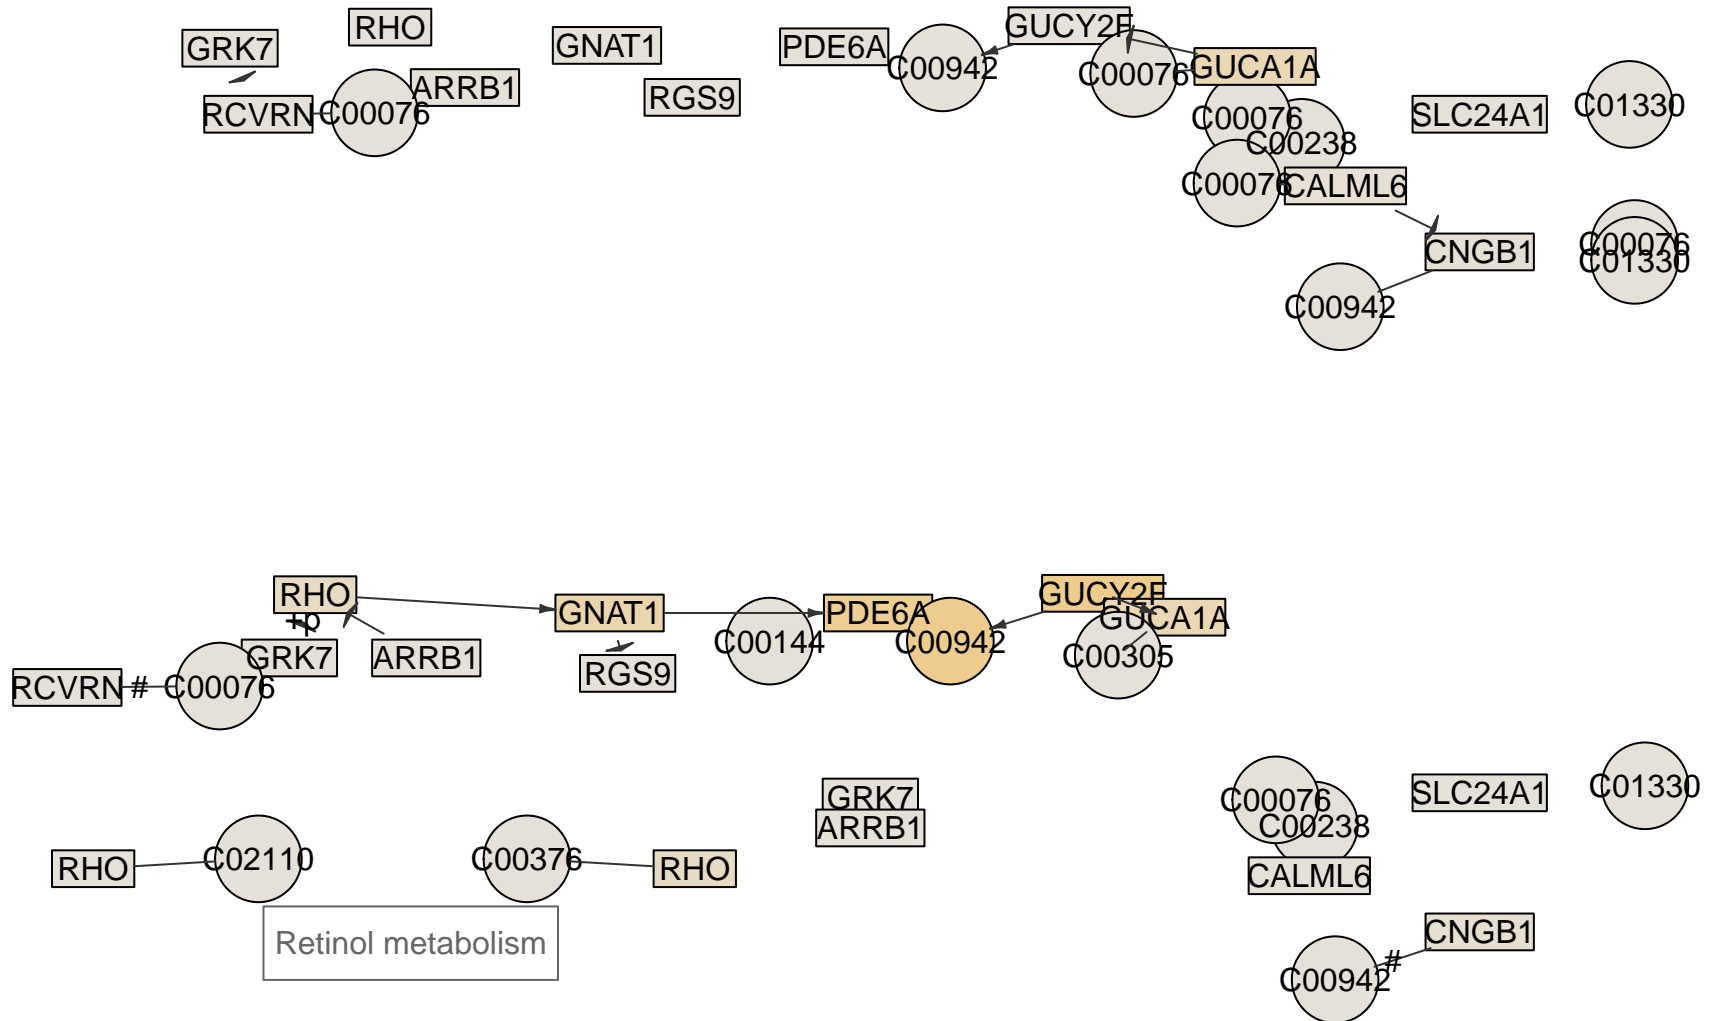 RHO
GRK7
GNAT1
PDE6A
GUCY2F
C00942
C00076
GUCA1A
ARRB1
RGS9
RCVRN
C00076
C00076
C00238
SLC24A1
C01330
C00076
CALML6
CNGB1
C00076
C01330
C00942
RHO
+p
GNAT1
PDE6A
GUCY2F
GUCA1A
GRK7
ARRB1
RGS9
C00144
C00942
C00305
RCVRN
#
C00076
GRK7
ARRB1
C00076
C00238
SLC24A1
C01330
RHO
C02110
C00376
RHO
CALML6
Retinol metabolism
CNGB1
#
C00942